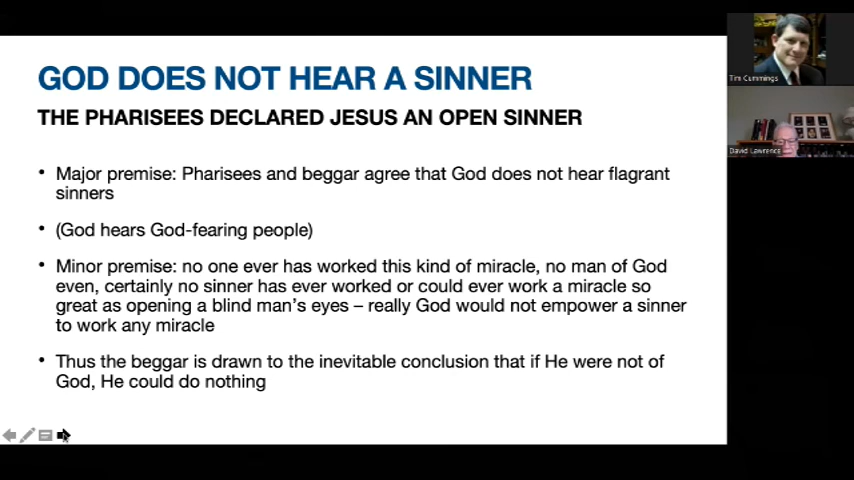 GOD DOES NOT HEAR A SINNER
THE PHARISEES DECLARED JESUS AN OPEN SINNER
• Major premise: Pharisees and beggar agree that God does not hear flagrant
sinners
• (God hears God-fearing people)
• Minor premise: no one ever has worked this kind of miracle, no man of God
even, certainly no sinner has ever worked or could ever work a miracle so
great as opening a blind man's eyes – really God would not empower a sinner
to work any miracle
• Thus the beggar is drawn to the inevitable conclusion that if He were not of
God, He could do nothing
Tim Cummings
David Lawrence